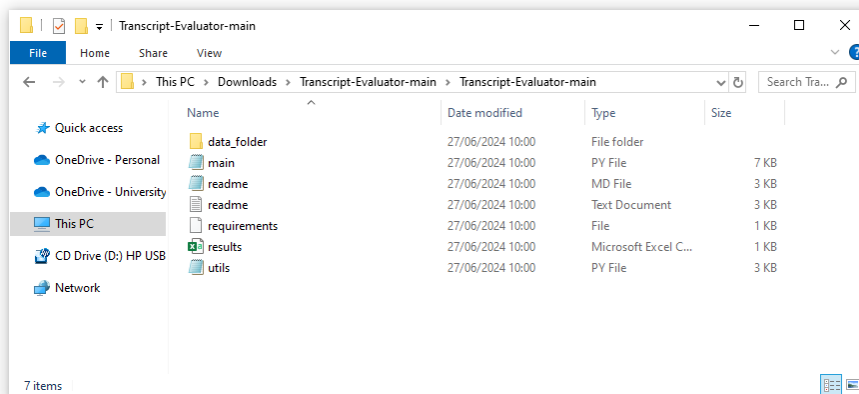 Transcript-Evaluator-main
File Home Share View
This PC > Downloads > Transcript-Evaluator-main > Transcript-Evaluator-main Search Tra...
Name Date modified Type Size
Quick access
OneDrive - Personal
OneDrive - University
This PC
CD Drive (D:) HP USB
Network
data_folder 27/06/2024 10:00 File folder
main 27/06/2024 10:00 PY File 7 KB
readme 27/06/2024 10:00 MD File 3 KB
readme 27/06/2024 10:00 Text Document 3 KB
requirements 27/06/2024 10:00 File 1 KB
results 27/06/2024 10:00 Microsoft Excel C... 1 KB
utils 27/06/2024 10:00 PY File 3 KB
7 items